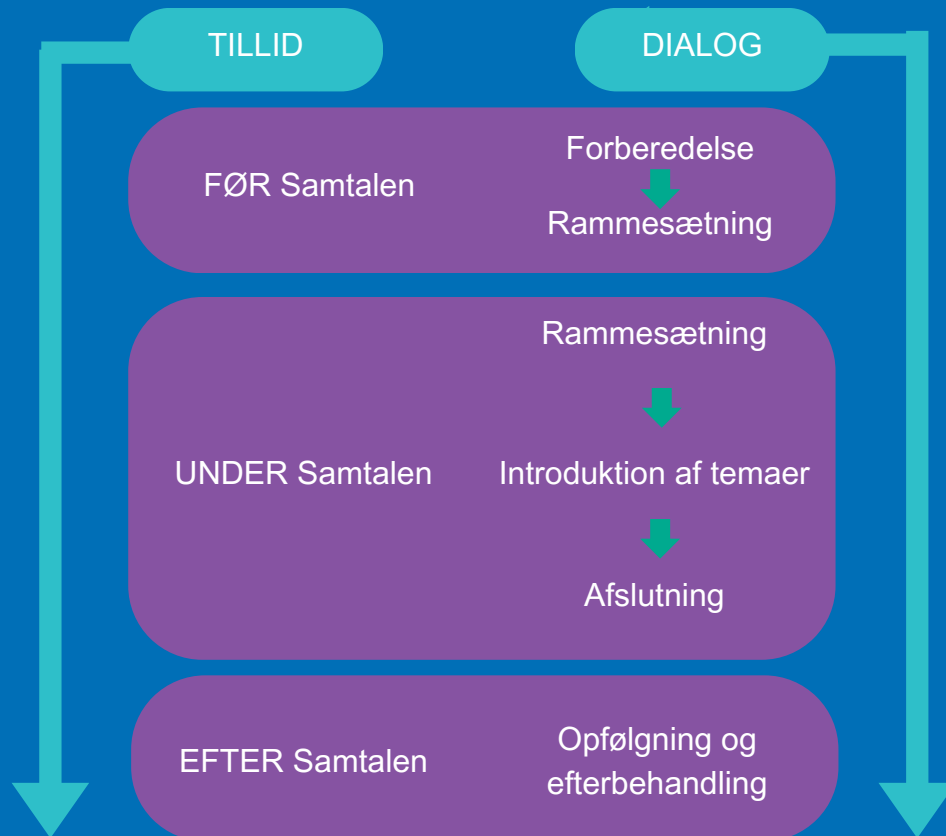 TILLID
DIALOG
FØR Samtalen
Forberedelse
Rammesætning
UNDER Samtalen
Rammesætning
Introduktion af temaer
Afslutning
EFTER Samtalen
Opfølgning og
efterbehandling